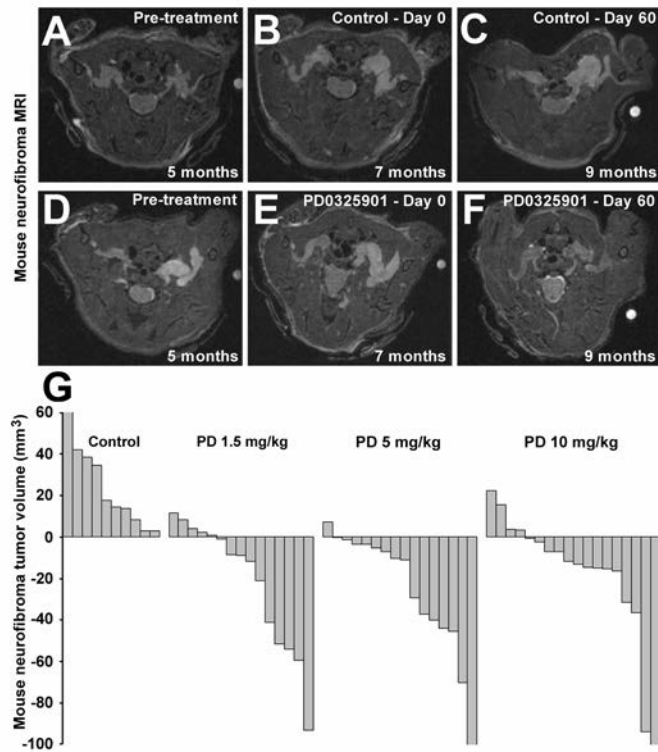 A
Pre-treatment
5 months
B
Control - Day 0
7 months
C
Control - Day 60
9 months
D
Pre-treatment
5 months
E
PD0325901 - Day 0
7 months
F
PD0325901 - Day 60
9 months
Mouse neurofibroma MRI
G
Mouse neurofibroma tumor volume (mm³)
60
40
20
0
-20
-40
-60
-80
-100
Control
PD 1.5 mg/kg
PD 5 mg/kg
PD 10 mg/kg